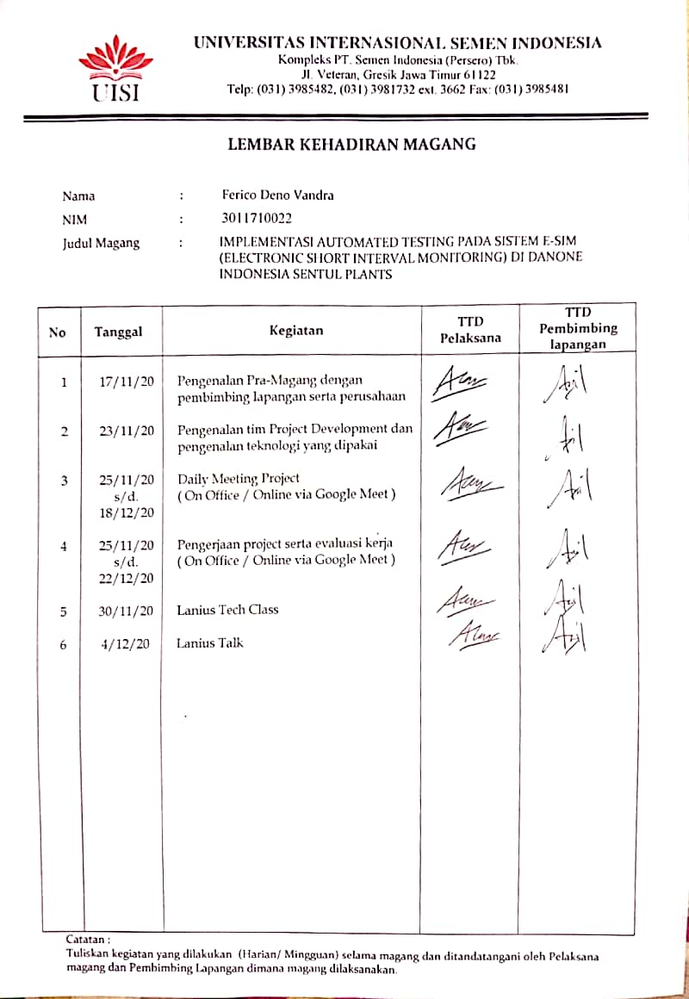 UISI
UNIVERSITAS INTERNASIONAL SEMEN INDONESIA
Kompleks PT. Semen Indonesia (Persero) Tbk.
Jl. Veteran, Gresik Jawa Timur 61122
Telp: (031) 3985482, (031) 3981732 ext. 3662 Fax: (031) 3985481
LEMBAR KEHADIRAN MAGANG
Nama : Ferico Deno Vandra
NIM : 3011710022
Judul Magang : IMPLEMENTASI AUTOMATED TESTING PADA SISTEM E-SIM
(ELECTRONIC SHORT INTERVAL MONITORING) DI DANONE
INDONESIA SENTUL PLANTS
No Tanggal Kegiatan TTD Pelaksana TTD Pembimbing lapangan
1 17/11/20 Pengenalan Pra-Magang dengan
pembimbing lapangan serta perusahaan
2 23/11/20 Pengenalan tim Project Development dan
pengenalan teknologi yang dipakai
3 25/11/20 Daily Meeting Project
s/d. ( On Office / Online via Google Meet )
18/12/20
4 25/11/20 Pengerjaan project serta evaluasi kerja
s/d. ( On Office / Online via Google Meet )
22/12/20
5 30/11/20 Lanius Tech Class
6 4/12/20 Lanius Talk
Catatan :
Tuliskan kegiatan yang dilakukan (Harian/ Mingguan) selama magang dan ditandatangani oleh Pelaksana
magang dan Pembimbing Lapangan dimana magang dilaksanakan.